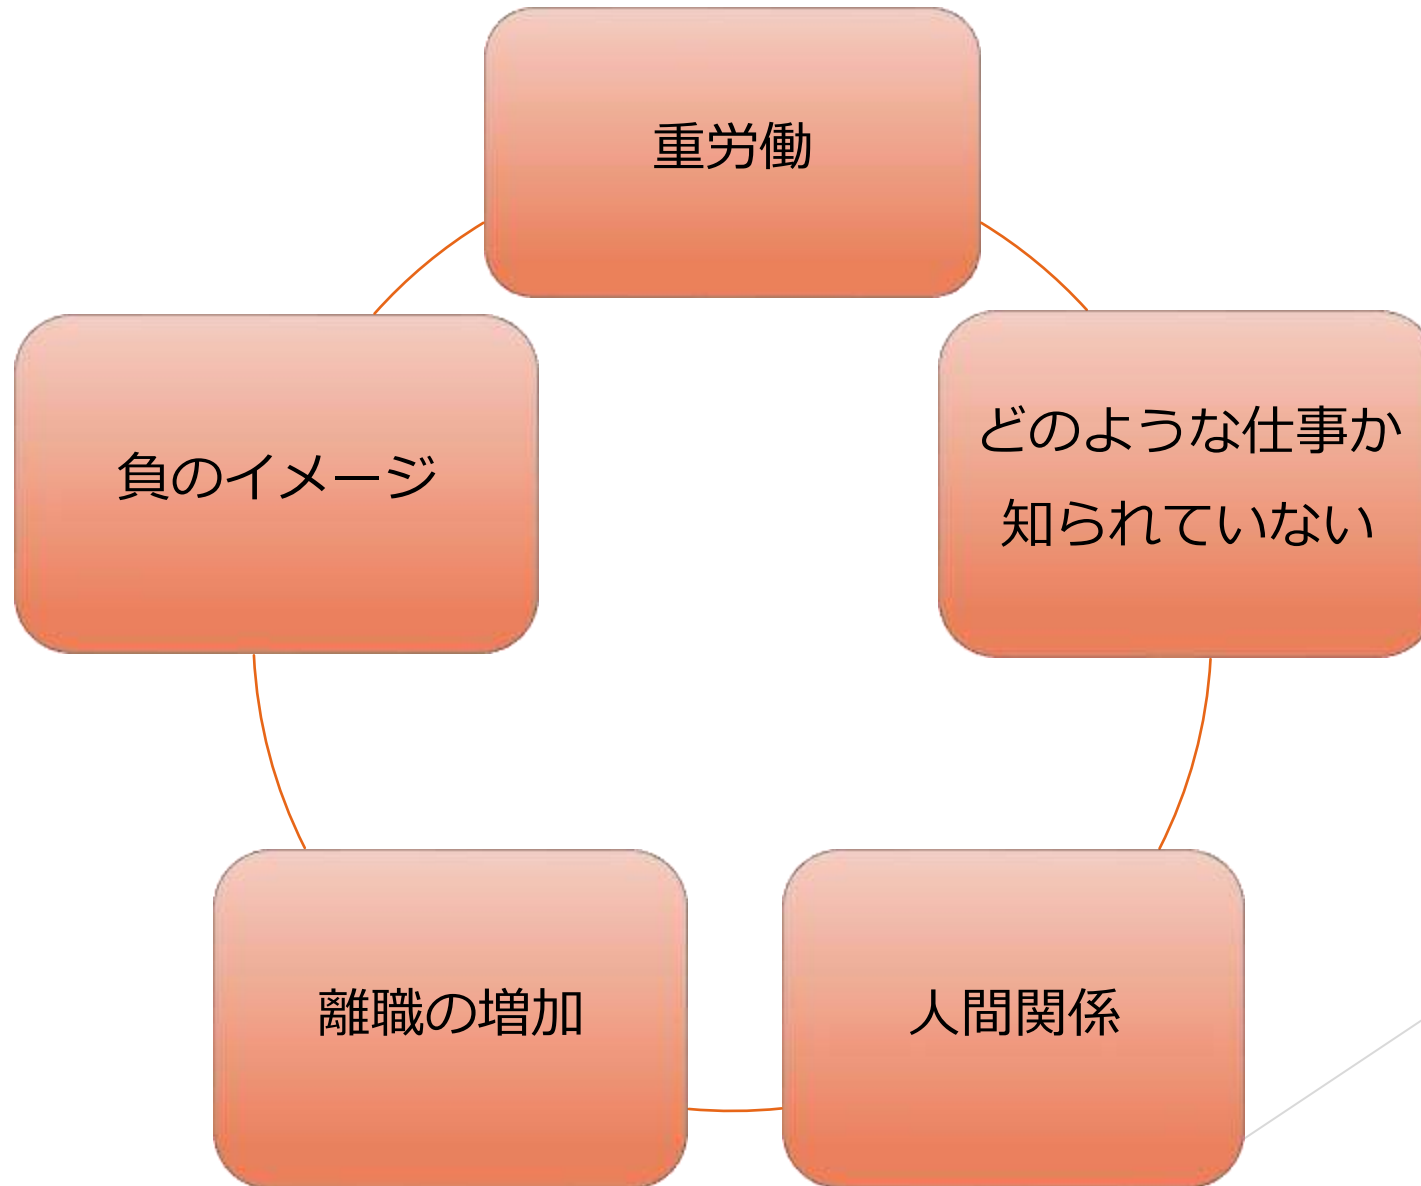 重労働
どのような仕事か
知られていない
人間関係
離職の増加
負のイメージ